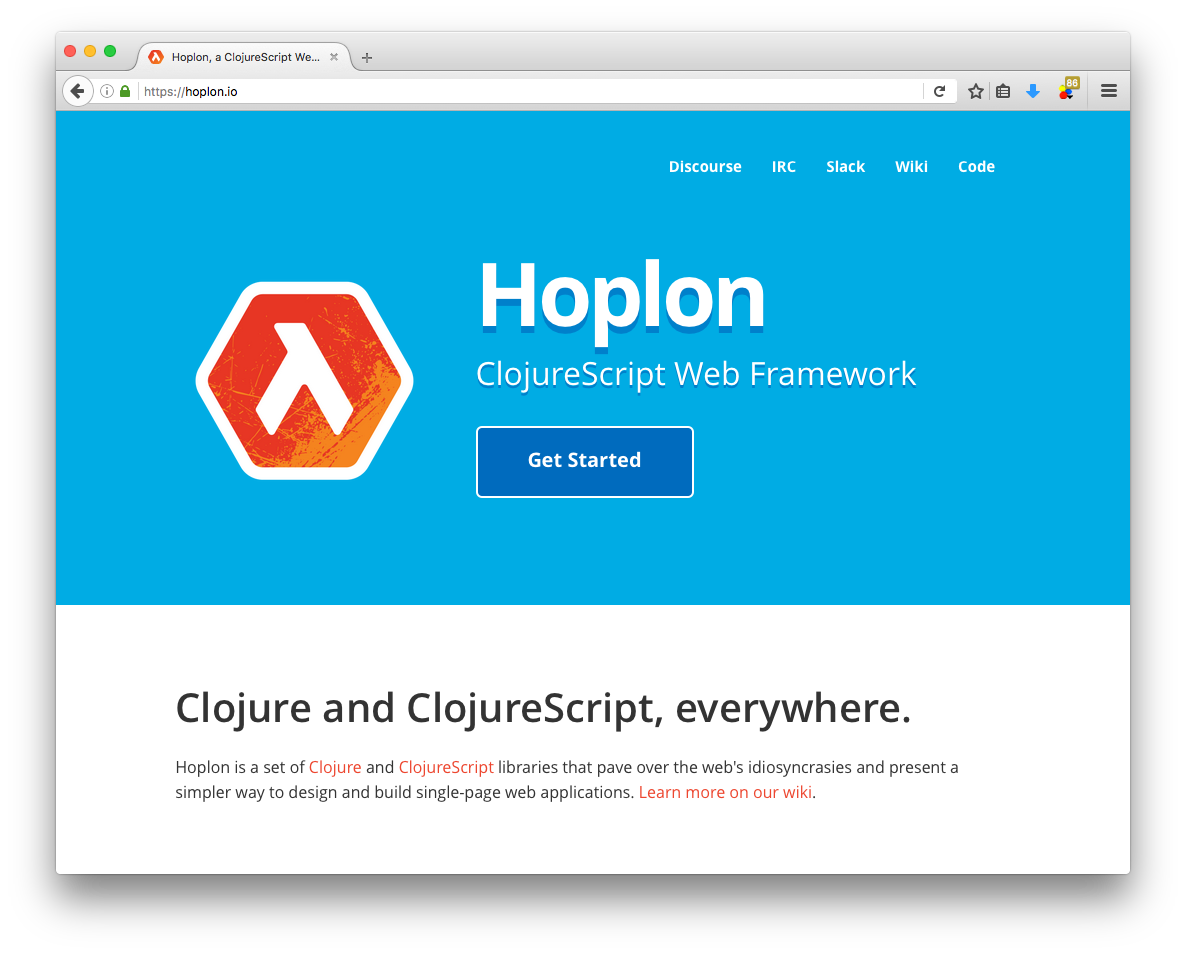 Hoplon, a ClojureScript We...
https://hoplon.io
86
Discourse IRC Slack Wiki Code
Hoplon
ClojureScript Web Framework
Get Started
Clojure and ClojureScript, everywhere.
Hoplon is a set of Clojure and ClojureScript libraries that pave over the web's idiosyncrasies and present a
simpler way to design and build single-page web applications. Learn more on our wiki.